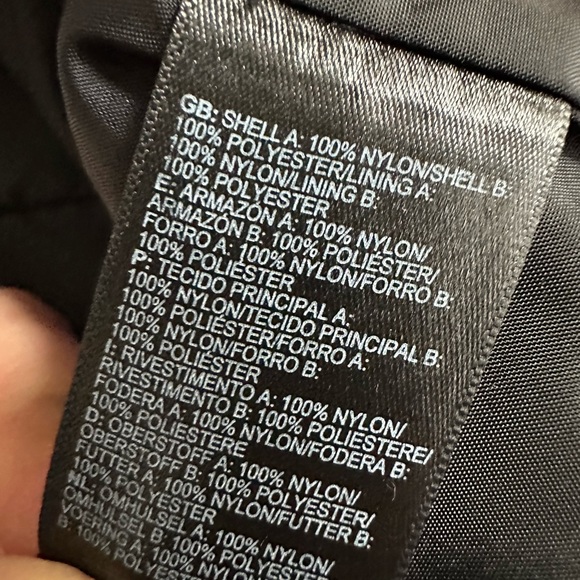 GB: SHELL A: 100% NYLON/SHELL B:
100% POLYESTER/LINING A:
100% NYLON/LINING B:
100% POLYESTER
E: ARMAZÓN A: 100% NYLON/
ARMAZÓN B: 100% POLIÉSTER/
FORRO A: 100% NYLON/FORRO B:
100% POLIÉSTER
P: TECIDO PRINCIPAL A:
100% NYLON/TECIDO PRINCIPAL B:
100% POLIÉSTER/FORRO A:
100% NYLON/FORRO B:
100% POLIÉSTER
I: RIVESTIMENTO A: 100% NYLON/
RIVESTIMENTO B: 100% POLIESTERE/
FODERA A: 100% NYLON/FODERA B:
100% POLIESTERE
D: OBERSTOFF A: 100% NYLON/
OBERSTOFF B: 100% POLYESTER/
FUTTER A: 100% NYLON/FUTTER B:
100% POLYESTER
NL: OMHULSEL A: 100% NYLON/
OMHULSEL B: 100% POLYESTER/
VOERING A: 100% NYLON/
B: 100% POLYESTER